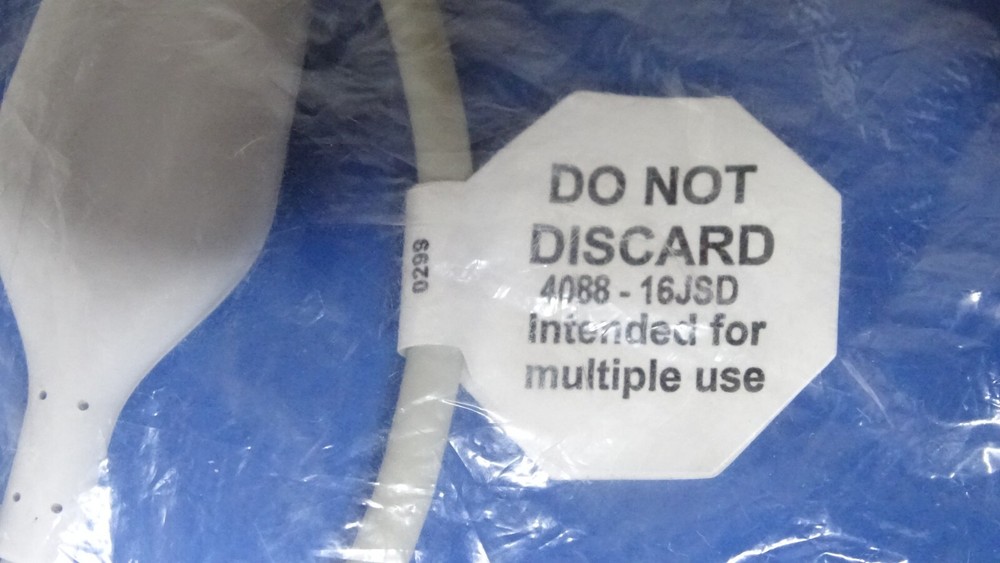 DO NOT
DISCARD
4088 - 16JSD
Intended for
multiple use
0299